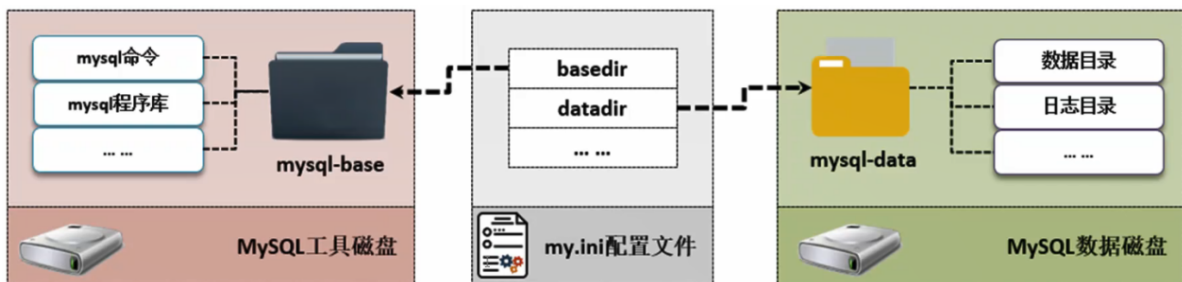 mysql命令
mysql程序库
... ...
mysql-base
MySQL工具磁盘
basedir
datadir
... ...
my.ini配置文件
mysql-data
数据目录
日志目录
... ...
MySQL数据磁盘